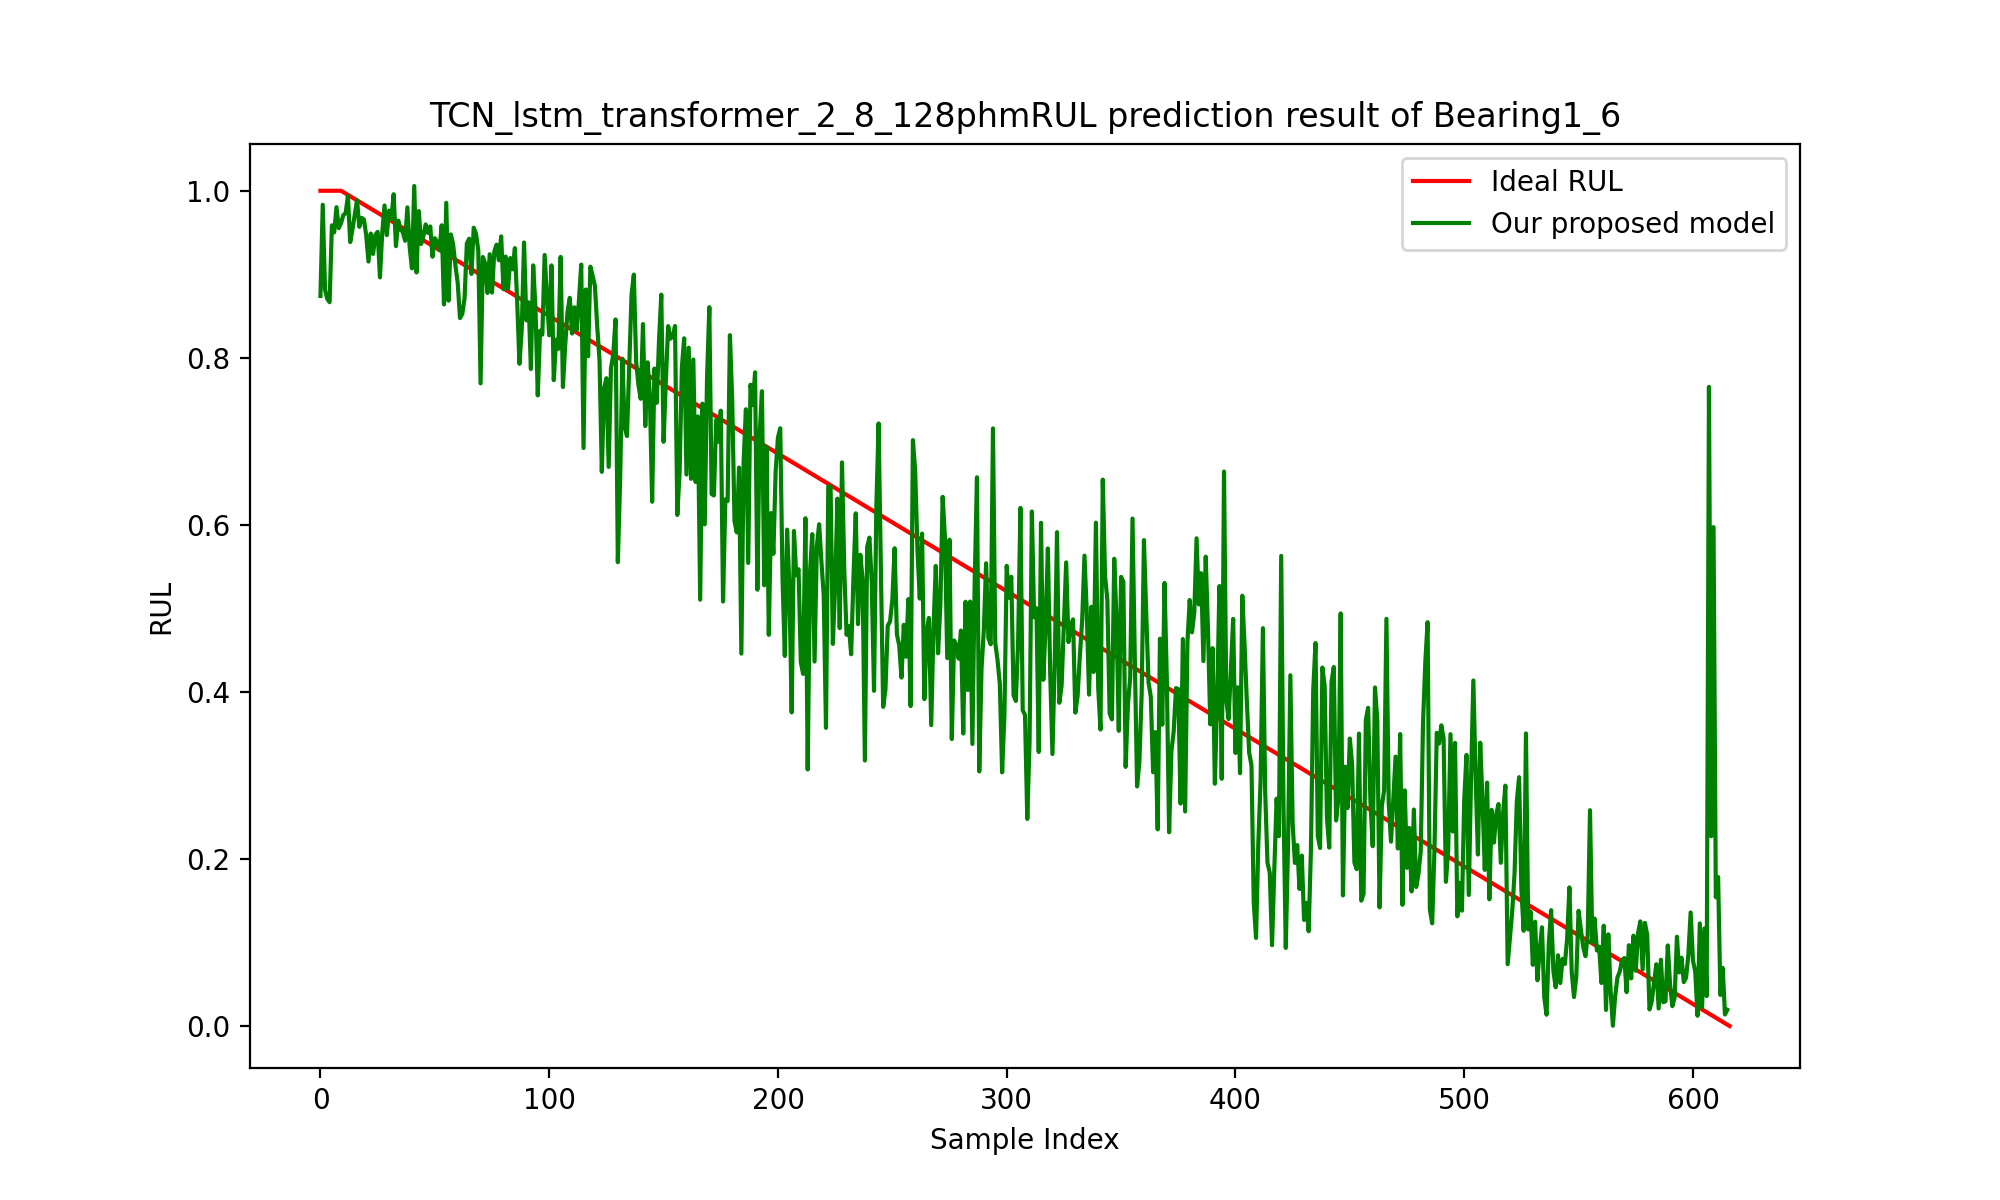 TCN_lstm_transformer_2_8_128phmRUL prediction result of Bearing1_6
Ideal RUL
Our proposed model
1.0
0.8
0.6
0.4
0.2
0.0
RUL
0
100
200
300
400
500
600
Sample Index